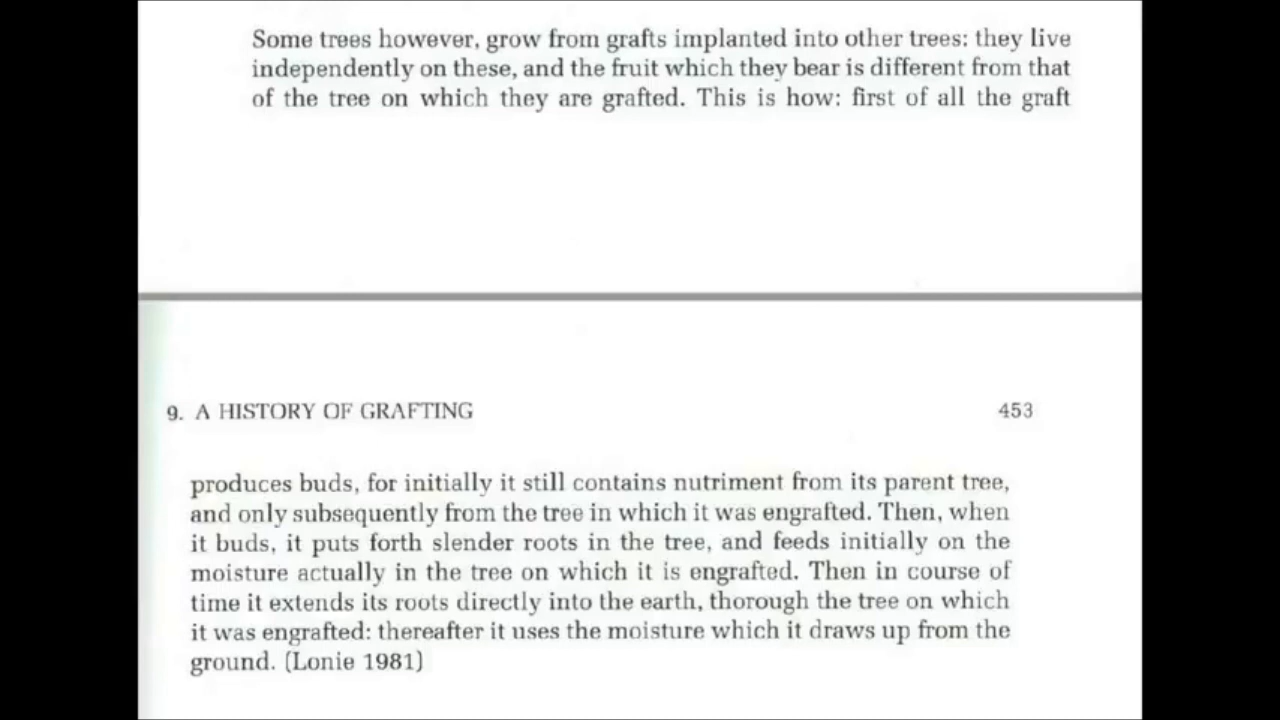 Some trees however, grow from grafts implanted into other trees: they live
independently on these, and the fruit which they bear is different from that
of the tree on which they are grafted. This is how: first of all the graft
9. A HISTORY OF GRAFTING 453
produces buds, for initially it still contains nutriment from its parent tree,
and only subsequently from the tree in which it was engrafted. Then, when
it buds, it puts forth slender roots in the tree, and feeds initially on the
moisture actually in the tree on which it is engrafted. Then in course of
time it extends its roots directly into the earth, thorough the tree on which
it was engrafted: thereafter it uses the moisture which it draws up from the
ground. (Lonie 1981)